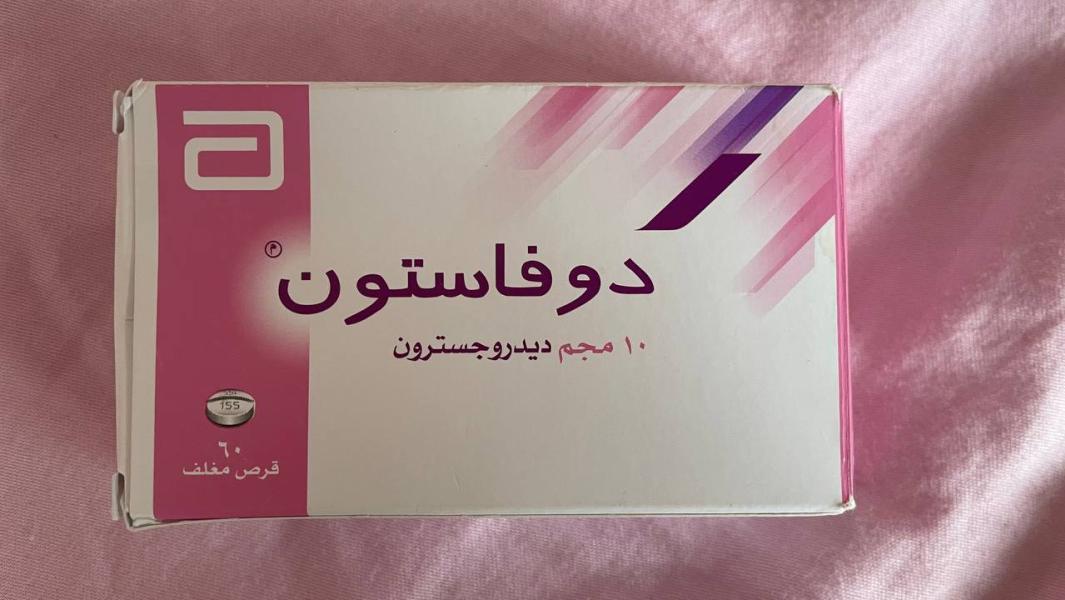 دوفاستون م
١٠ مجم ديدروجسترون
155
٦٠
قرص مغلف